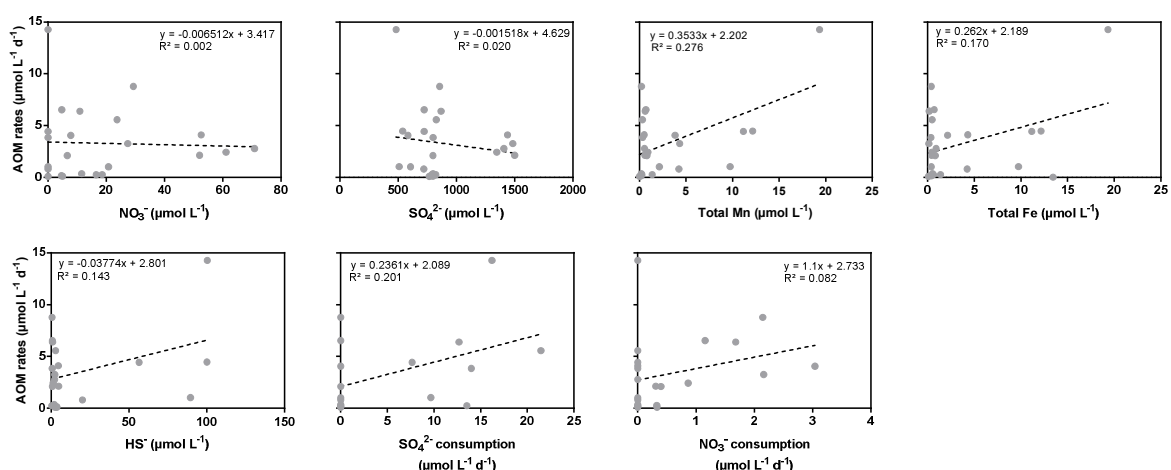 15
y = -0.006512x + 3.417
R² = 0.002
10
5
0
0 20 40 60 80
AOM rates (µmol L⁻¹ d⁻¹)
NO₃⁻ (µmol L⁻¹)
y = -0.001518x + 4.629
R² = 0.020
0 500 1000 1500 2000
SO₄²⁻ (µmol L⁻¹)
y = 0.3533x + 2.202
R² = 0.276
0 5 10 15 20 25
Total Mn (µmol L⁻¹)
y = 0.262x + 2.189
R² = 0.170
0 5 10 15 20 25
Total Fe (µmol L⁻¹)
15
y = -0.03774x + 2.801
R² = 0.143
10
5
0
0 50 100 150
AOM rates (µmol L⁻¹ d⁻¹)
HS⁻ (µmol L⁻¹)
y = 0.2361x + 2.089
R² = 0.201
0 5 10 15 20 25
SO₄²⁻ consumption
(µmol L⁻¹ d⁻¹)
y = 1.1x + 2.733
R² = 0.082
0 1 2 3 4
NO₃⁻ consumption
(µmol L⁻¹ d⁻¹)